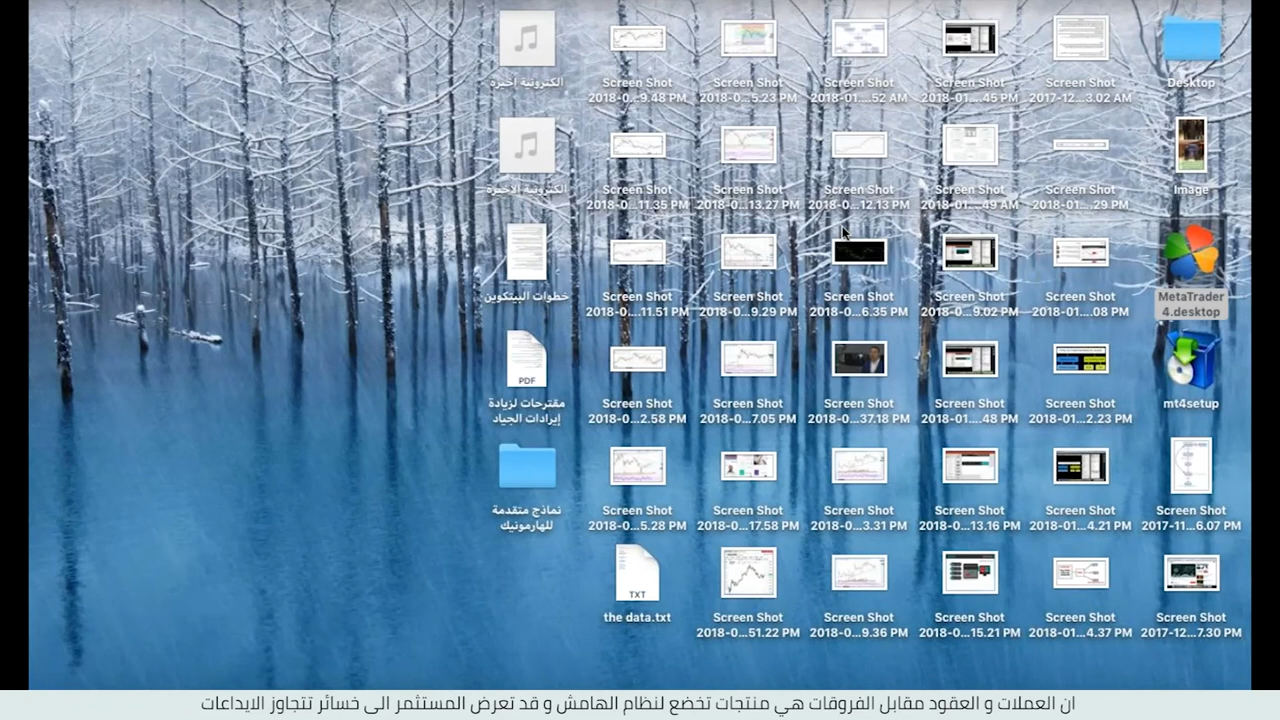 الكترونية اخيرة
Screen Shot
2018-0...9.48 PM
Screen Shot
2018-0...5.23 PM
Screen Shot
2018-01....52 AM
Screen Shot
2018-01....45 PM
Screen Shot
2017-12...3.02 AM
Desktop
الكترونية الاخيرة
Screen Shot
2018-0...11.35 PM
Screen Shot
2018-0...13.27 PM
Screen Shot
2018-0...12.13 PM
Screen Shot
2018-01....49 AM
Screen Shot
2018-01....29 PM
Image
خطوات البيتكوين
Screen Shot
2018-0....11.51 PM
Screen Shot
2018-0...9.29 PM
Screen Shot
2018-0...6.35 PM
Screen Shot
2018-0...9.02 PM
Screen Shot
2018-01....08 PM
MetaTrader
4.desktop
PDF
مقترحات لزيادة
إيرادات الجياد
Screen Shot
2018-0...2.58 PM
Screen Shot
2018-0...7.05 PM
Screen Shot
2018-0...37.18 PM
Screen Shot
2018-01....48 PM
Screen Shot
2018-01...2.23 PM
mt4setup
نماذج متقدمة
للهارمونيك
Screen Shot
2018-0...5.28 PM
Screen Shot
2018-0...17.58 PM
Screen Shot
2018-0...3.31 PM
Screen Shot
2018-0...13.16 PM
Screen Shot
2018-01...4.21 PM
Screen Shot
2017-11...6.07 PM
TXT
the data.txt
Screen Shot
2018-0...51.22 PM
Screen Shot
2018-0...9.36 PM
Screen Shot
2018-0...15.21 PM
Screen Shot
2018-01...4.37 PM
Screen Shot
2017-12...7.30 PM
ان العملات و العقود مقابل الفروقات هي منتجات تخضع لنظام الهامش و قد تعرض المستثمر الى خسائر تتجاوز الايداعات